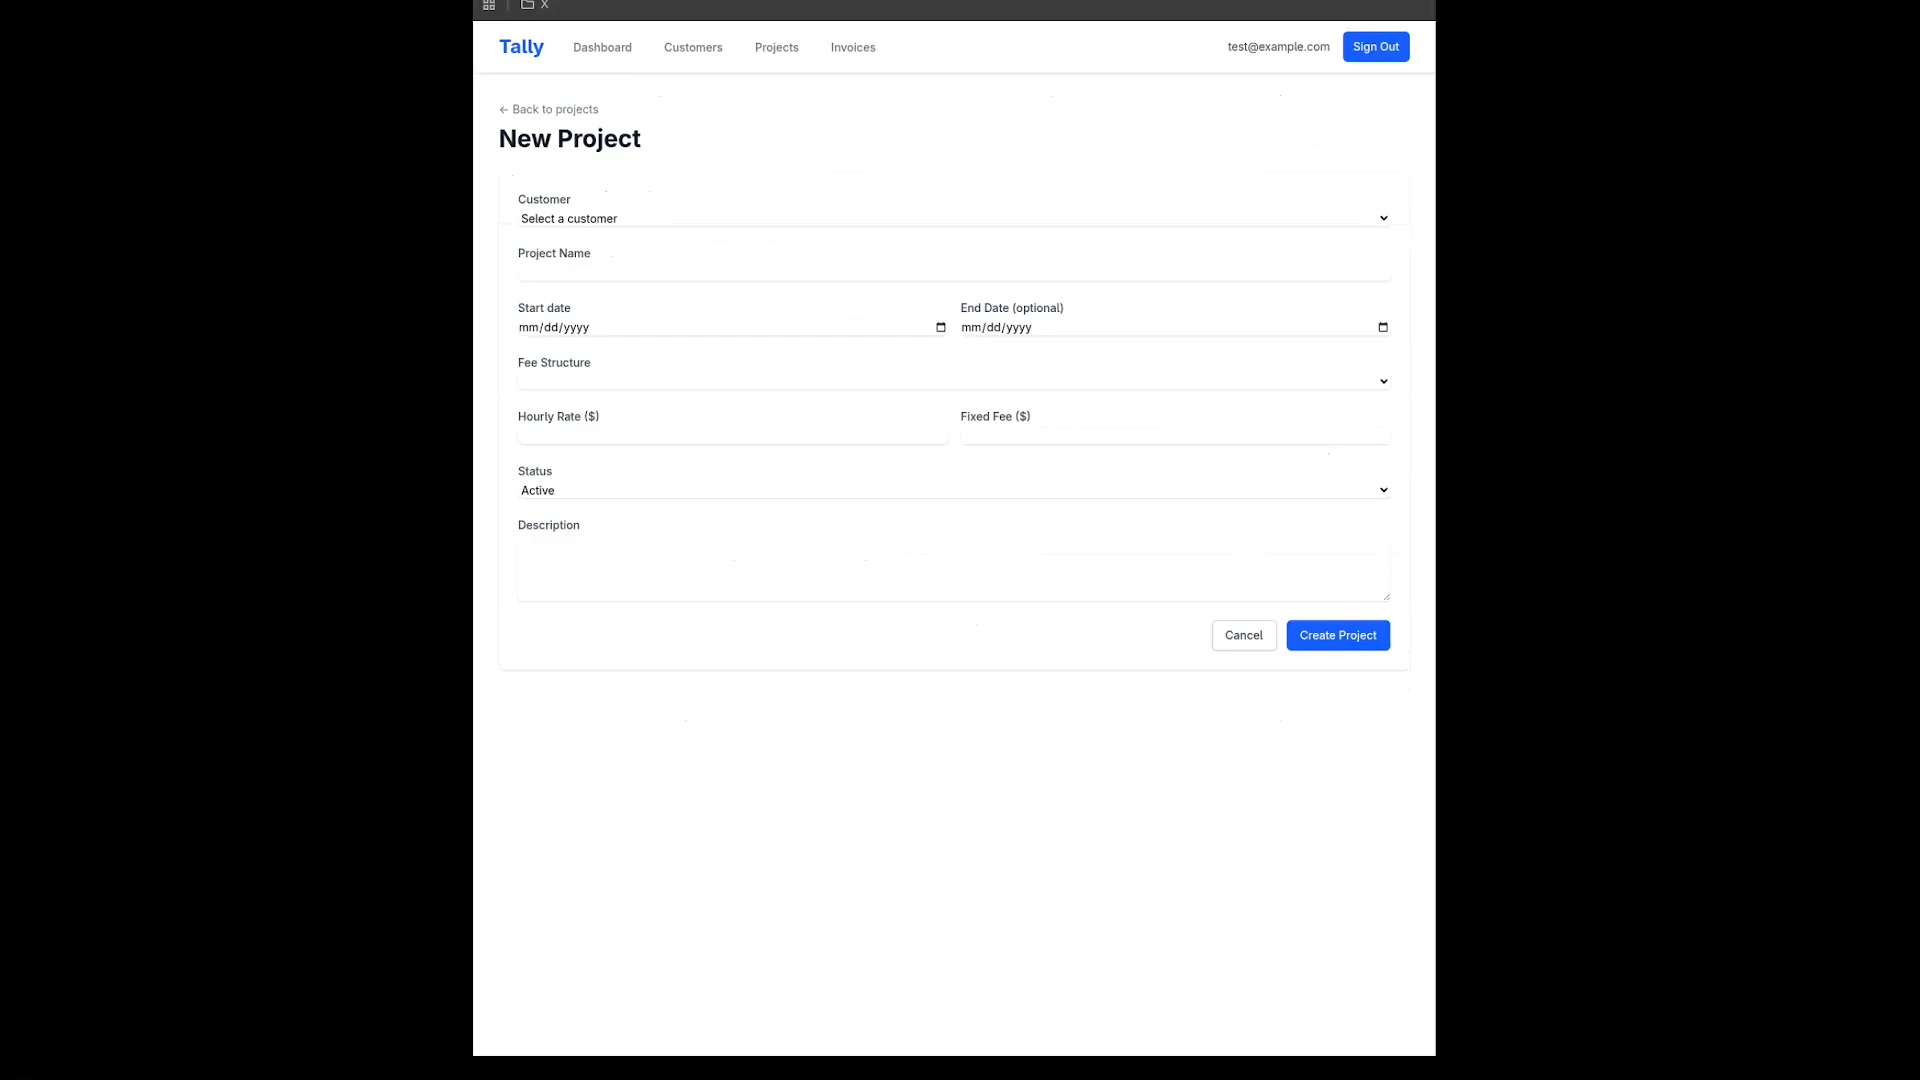 X
Tally Dashboard Customers Projects Invoices test@example.com Sign Out
← Back to projects
New Project
Customer
Select a customer
Project Name
Start date End Date (optional)
mm/dd/yyyy mm/dd/yyyy
Fee Structure
Hourly Rate ($) Fixed Fee ($)
Status
Active
Description
Cancel Create Project